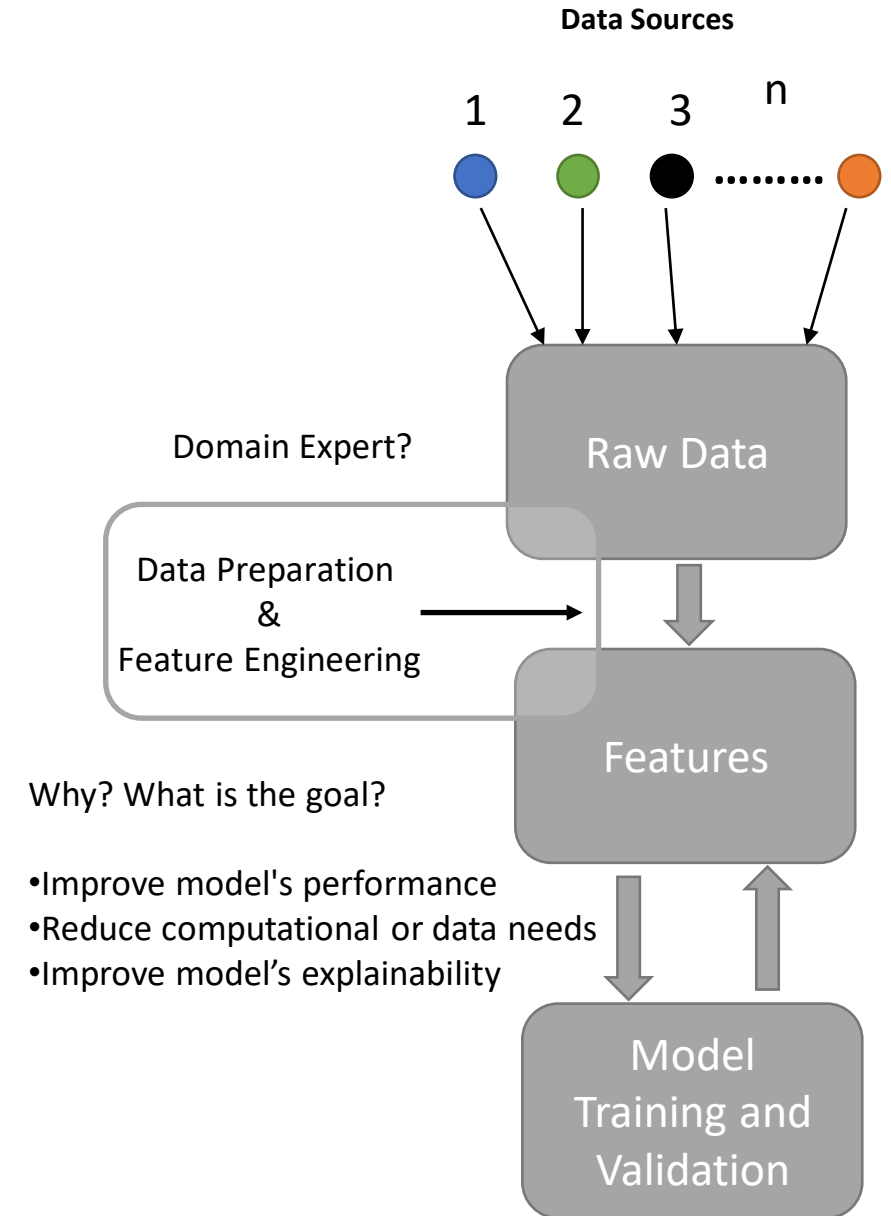 Data Sources
1 2 3 n
.........
Raw Data
Domain Expert?
Data Preparation
&
Feature Engineering
Features
Why? What is the goal?
•Improve model's performance
•Reduce computational or data needs
•Improve model’s explainability
Model
Training and
Validation